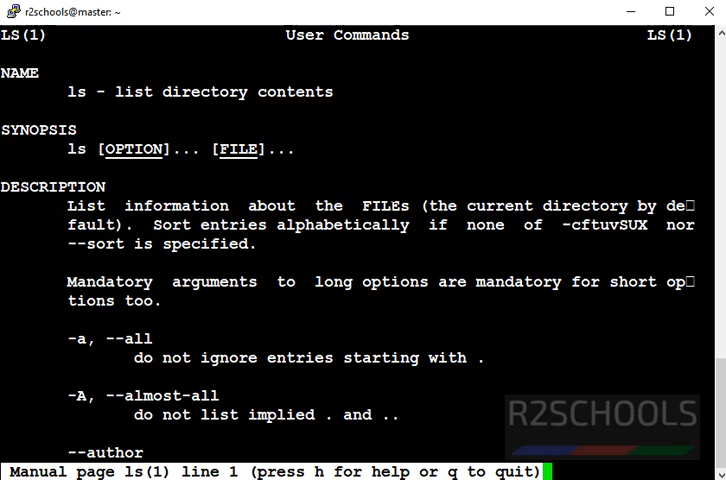 r2schools@master: ~
LS(1) User Commands LS(1)
NAME
ls - list directory contents
SYNOPSIS
ls [OPTION]... [FILE]...
DESCRIPTION
List information about the FILEs (the current directory by de□
fault). Sort entries alphabetically if none of -cftuvSUX nor
--sort is specified.
Mandatory arguments to long options are mandatory for short op□
tions too.
-a, --all
do not ignore entries starting with .
-A, --almost-all
do not list implied . and ..
--author
R2SCHOOLS
Manual page ls(1) line 1 (press h for help or q to quit)